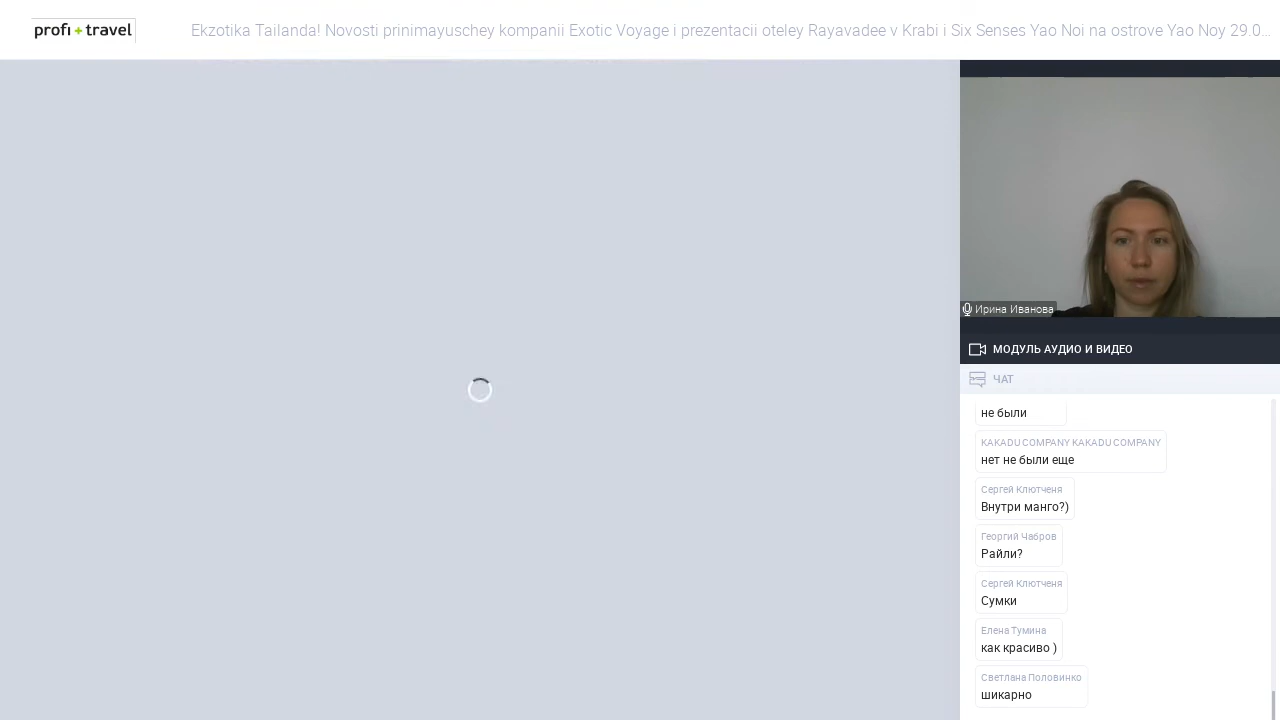 profi + travel
Ekzotika Tailanda! Novosti prinimayuschey kompanii Exotic Voyage i prezentacii oteley Rayavadee v Krabi i Six Senses Yao Noi na ostrove Yao Noy 29.0...
Ирина Иванова
МОДУЛЬ АУДИО И ВИДЕО
ЧАТ
не были
KAKADU COMPANY KAKADU COMPANY
нет не были еще
Сергей Клютченя
Внутри манго?)
Георгий Чабров
Райли?
Сергей Клютченя
Сумки
Елена Тумина
как красиво )
Светлана Половинко
шикарно